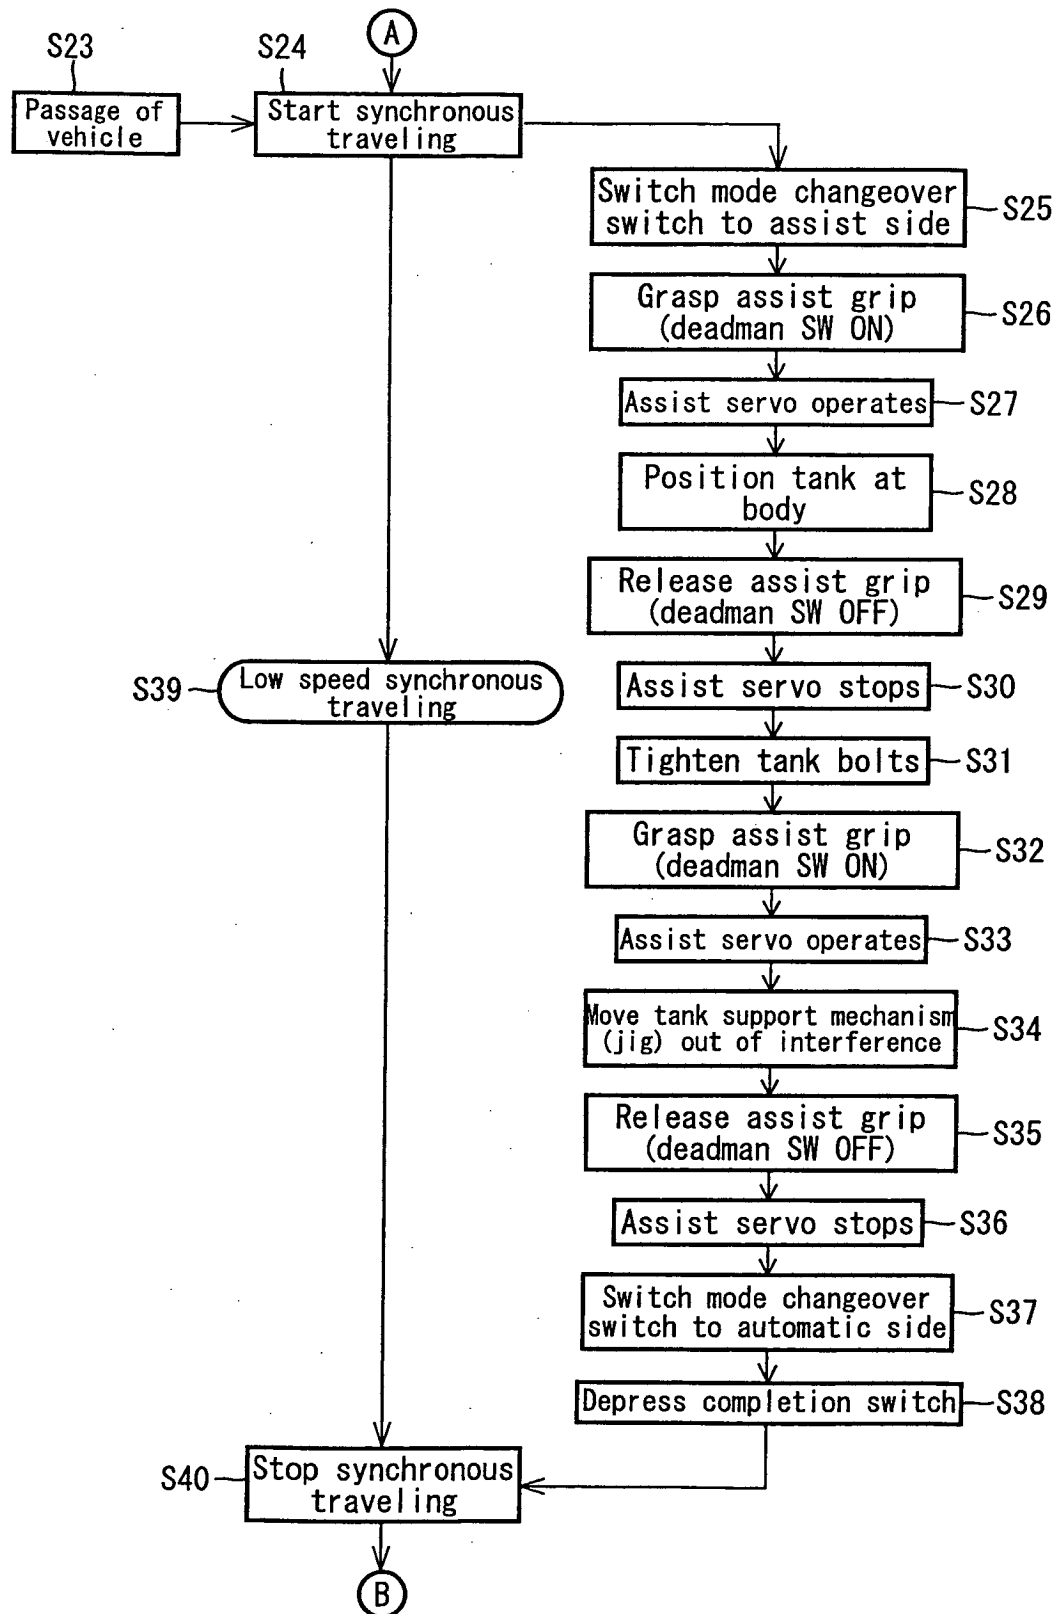 A
S23
S24
Passage of
vehicle
Start synchronous
traveling
Switch mode changeover
switch to assist side
S25
Grasp assist grip
(deadman SW ON)
S26
Assist servo operates
S27
Position tank at
body
S28
Release assist grip
(deadman SW OFF)
S29
S39
Low speed synchronous
traveling
Assist servo stops
S30
Tighten tank bolts
S31
Grasp assist grip
(deadman SW ON)
S32
Assist servo operates
S33
Move tank support mechanism
(jig) out of interference
S34
Release assist grip
(deadman SW OFF)
S35
Assist servo stops
S36
Switch mode changeover
switch to automatic side
S37
Depress completion switch
S38
S40
Stop synchronous
traveling
B